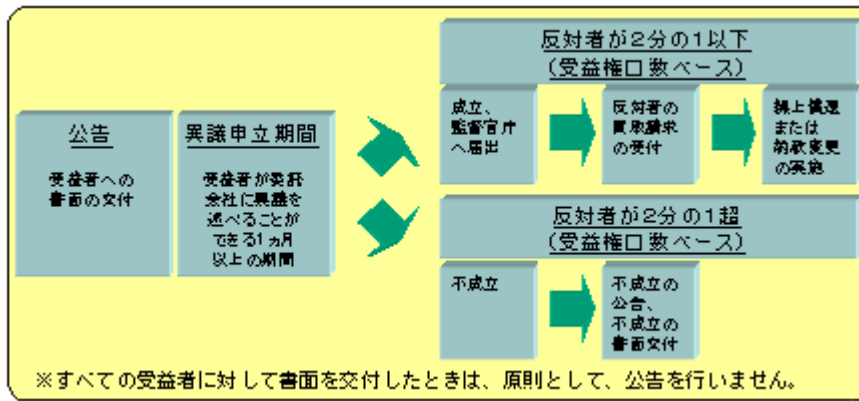 公告
受益者への
書面の交付
異議申立期間
受益者が委託
会社に異議を
述べることが
できる1ヵ月
以上の期間
反対者が2分の1以下
(受益権口数ベース)
成立、
監督官庁
へ届出
反対者の
買取請求
の受付
繰上償還
または
約款変更
の実施
反対者が2分の1超
(受益権口数ベース)
不成立
不成立の
公告、
不成立の
書面交付
※すべての受益者に対して書面を交付したときは、原則として、公告を行いません。